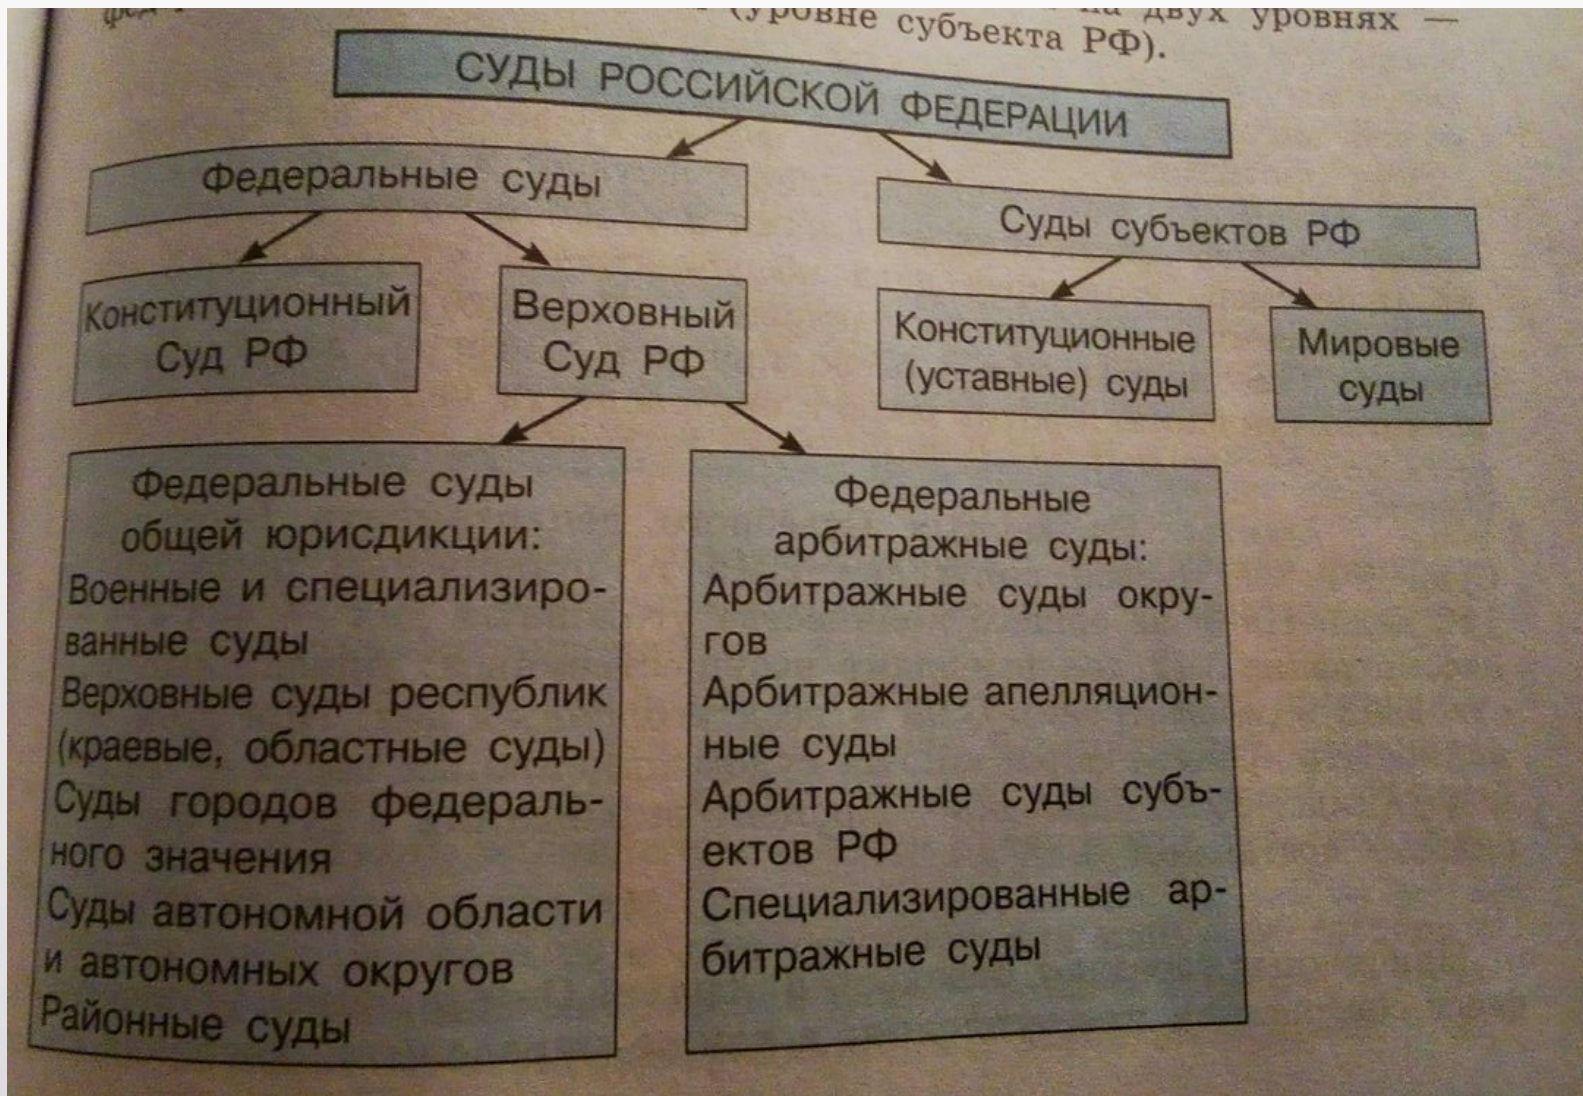 на двух уровнях —
(уровне субъекта РФ).
СУДЫ РОССИЙСКОЙ ФЕДЕРАЦИИ
Федеральные суды
Суды субъектов РФ
Конституционный
Суд РФ
Верховный
Суд РФ
Конституционные
(уставные) суды
Мировые
суды
Федеральные суды
общей юрисдикции:
Военные и специализиро-
ванные суды
Верховные суды республик
(краевые, областные суды)
Суды городов федераль-
ного значения
Суды автономной области
и автономных округов
Районные суды
Федеральные
арбитражные суды:
Арбитражные суды окру-
гов
Арбитражные апелляцион-
ные суды
Арбитражные суды субъ-
ектов РФ
Специализированные ар-
битражные суды